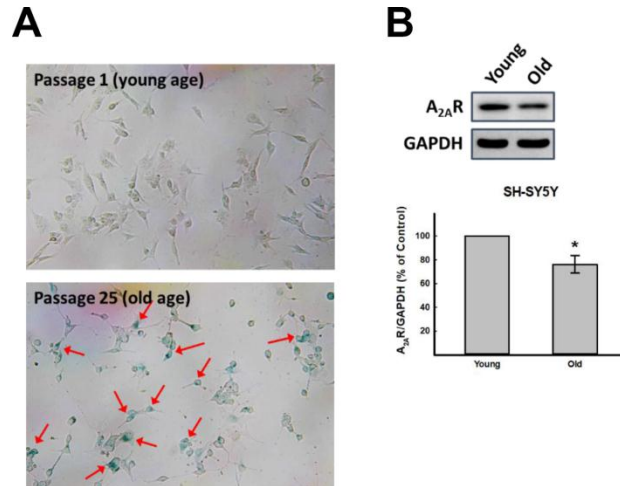 A
Passage 1 (young age)
Passage 25 (old age)
B
Young Old
A2AR
GAPDH
SH-SY5Y
A2AR/GAPDH (% of Control)
100
80
60
40
20
*
Young Old